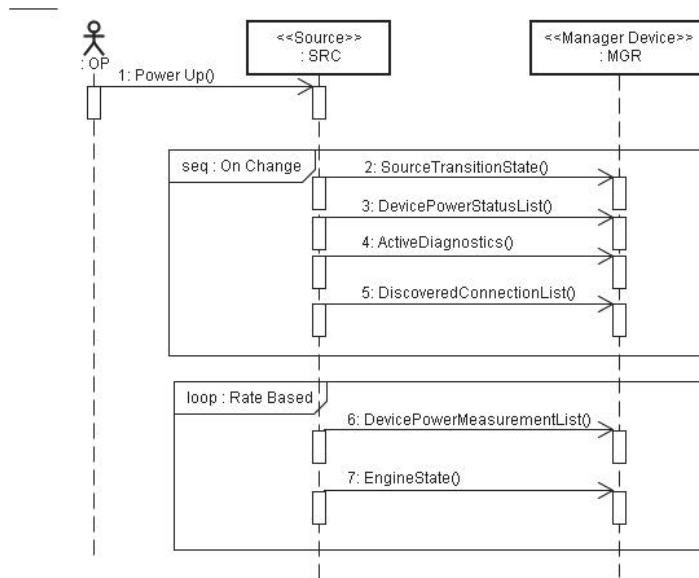 <<Source>>
: SRC
<<Manager Device>>
: MGR
: OP
1: Power Up()
seq : On Change
2: SourceTransitionState()
3: DevicePowerStatusList()
4: ActiveDiagnostics()
5: DiscoveredConnectionList()
loop : Rate Based
6: DevicePowerMeasurementList()
7: EngineState()